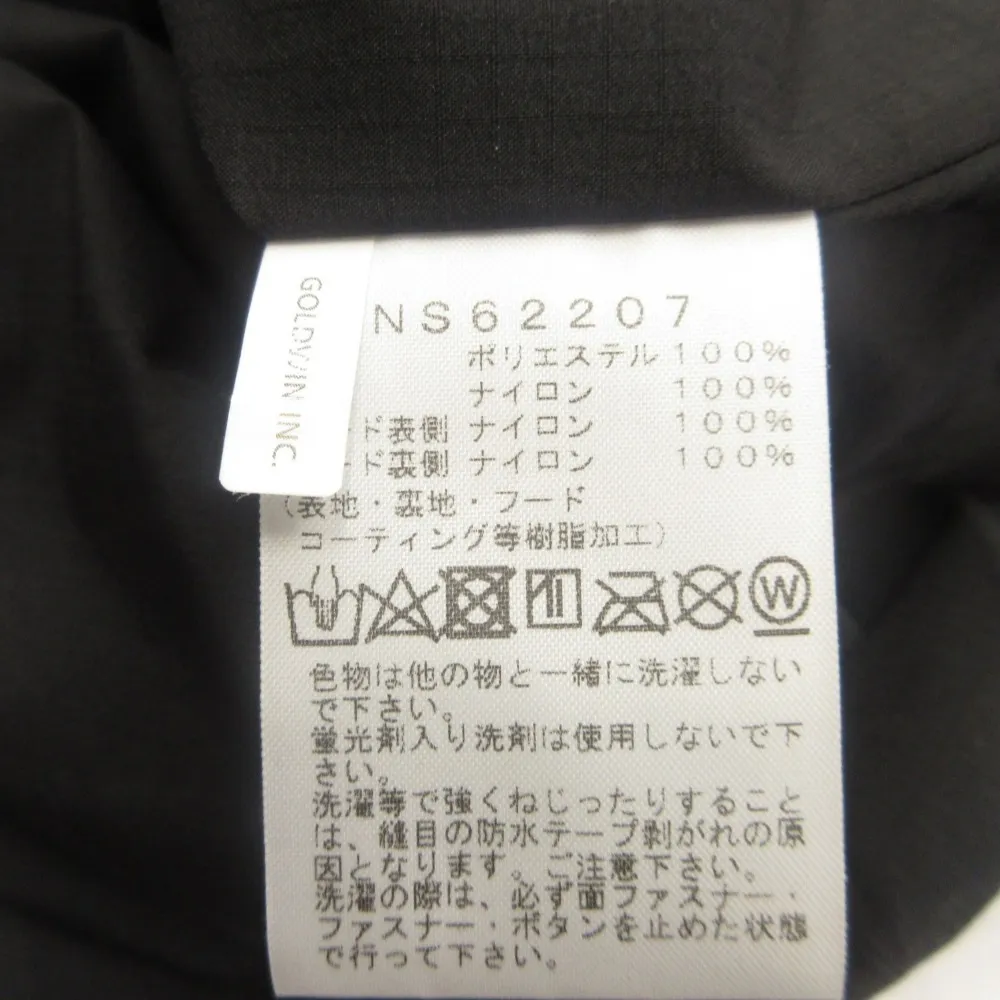 GOLDWIN INC.
NS62207
ポリエステル 100%
ナイロン 100%
ド表側 ナイロン 100%
ード裏側 ナイロン 100%
(表地・裏地・フード
コーティング等樹脂加工)
W
色物は他の物と一緒に洗濯しない
で下さい。
蛍光剤入り洗剤は使用しないで下
さい。
洗濯等で強くねじったりすること
は、縫目の防水テープ剥がれの原
因となります。ご注意下さい。
洗濯の際は、必ず面ファスナー・
ファスナー・ボタンを止めた状態
で行って下さい。